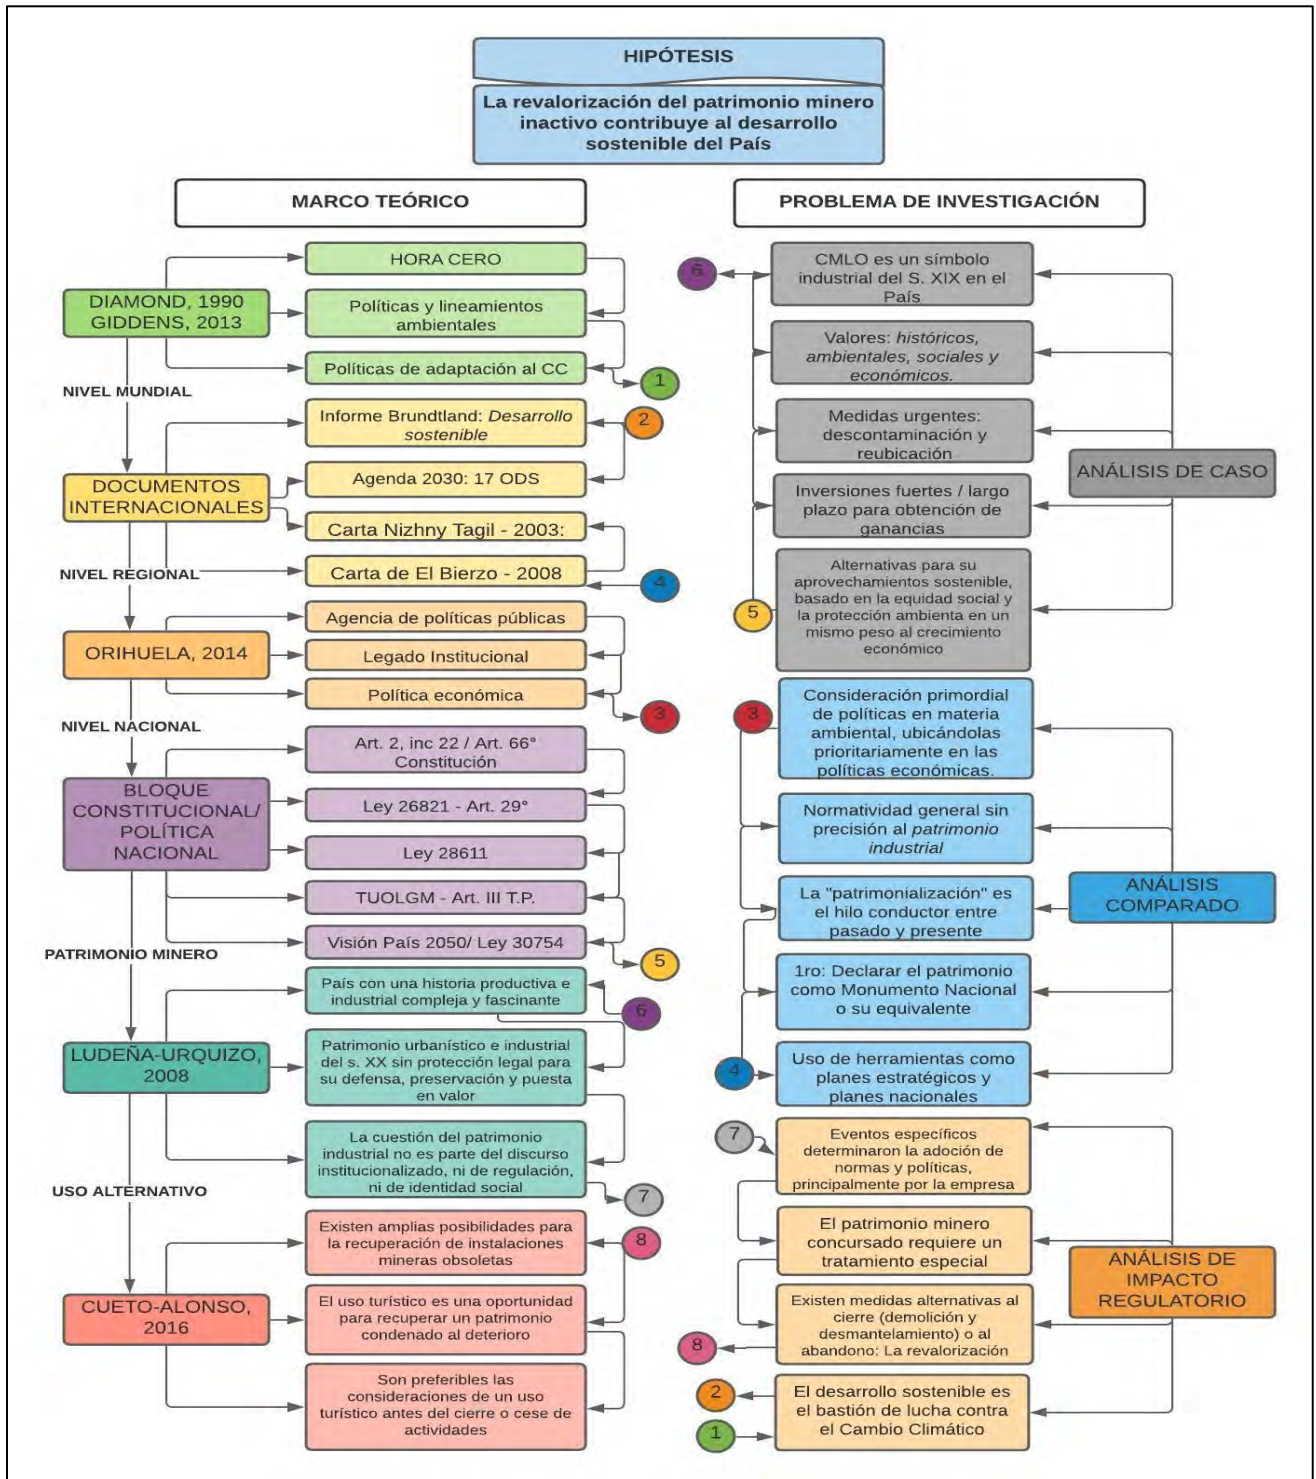 HIPÓTESIS
La revalorización del patrimonio minero
inactivo contribuye al desarrollo
sostenible del País
MARCO TEÓRICO
DIAMOND, 1990
GIDDENS, 2013
HORA CERO
Políticas y lineamientos
ambientales
Políticas de adaptación al CC
1
NIVEL MUNDIAL
DOCUMENTOS
INTERNACIONALES
Informe Brundtland: Desarrollo
sostenible
2
Agenda 2030: 17 ODS
Carta Nizhny Tagil - 2003:
Carta de El Bierzo - 2008
4
NIVEL REGIONAL
ORIHUELA, 2014
Agencia de políticas públicas
Legado Institucional
Política económica
3
NIVEL NACIONAL
BLOQUE
CONSTITUCIONAL/
POLÍTICA
NACIONAL
Art. 2, inc 22 / Art. 66°
Constitución
Ley 26821 - Art. 29°
Ley 28611
TUOLGM - Art. III T.P.
Visión País 2050/ Ley 30754
5
PATRIMONIO MINERO
LUDEÑA-URQUIZO,
2008
País con una historia productiva e
industrial compleja y fascinante
6
Patrimonio urbanístico e industrial
del s. XX sin protección legal para
su defensa, preservación y puesta
en valor
La cuestión del patrimonio
industrial no es parte del discurso
institucionalizado, ni de regulación,
ni de identidad social
7
USO ALTERNATIVO
CUETO-ALONSO,
2016
Existen amplias posibilidades para
la recuperación de instalaciones
mineras obsoletas
8
El uso turístico es una oportunidad
para recuperar un patrimonio
condenado al deterioro
Son preferibles las
consideraciones de un uso
turístico antes del cierre o cese de
actividades
PROBLEMA DE INVESTIGACIÓN
6
CMLO es un símbolo
industrial del S. XIX en el
País
Valores: históricos,
ambientales, sociales y
económicos.
Medidas urgentes:
descontaminación y
reubicación
Inversiones fuertes / largo
plazo para obtención de
ganancias
5
Alternativas para su
aprovechamientos sostenible,
basado en la equidad social y
la protección ambienta en un
mismo peso al crecimiento
económico
ANÁLISIS DE CASO
3
Consideración primordial
de políticas en materia
ambiental, ubicándolas
prioritariamente en las
políticas económicas.
Normatividad general sin
precisión al patrimonio
industrial
La "patrimonialización" es
el hilo conductor entre
pasado y presente
1ro: Declarar el patrimonio
como Monumento Nacional
o su equivalente
4
Uso de herramientas como
planes estratégicos y
planes nacionales
ANÁLISIS
COMPARADO
7
Eventos específicos
determinaron la adoción de
normas y políticas,
principalmente por la empresa
El patrimonio minero
concursado requiere un
tratamiento especial
Existen medidas alternativas al
cierre (demolición y
desmantelamiento) o al
abandono: La revalorización
8
2
1
El desarrollo sostenible es
el bastión de lucha contra
el Cambio Climático
ANÁLISIS DE
IMPACTO
REGULATORIO